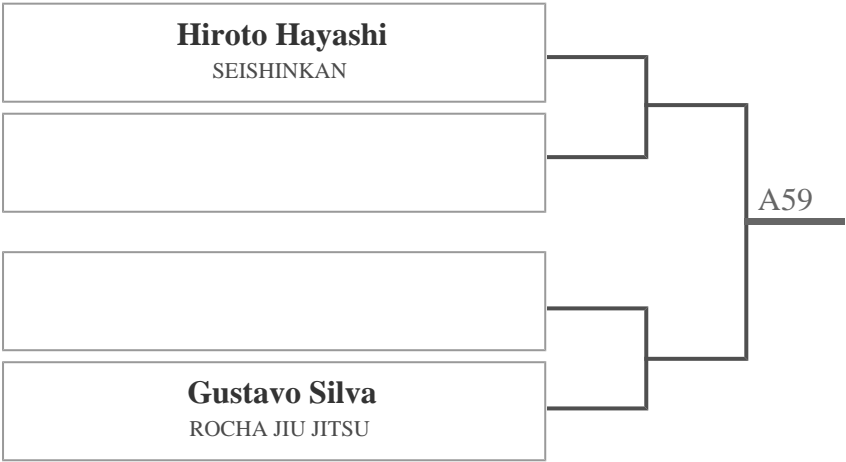 Hiroto Hayashi
SEISHINKAN
A59
Gustavo Silva
ROCHA JIU JITSU